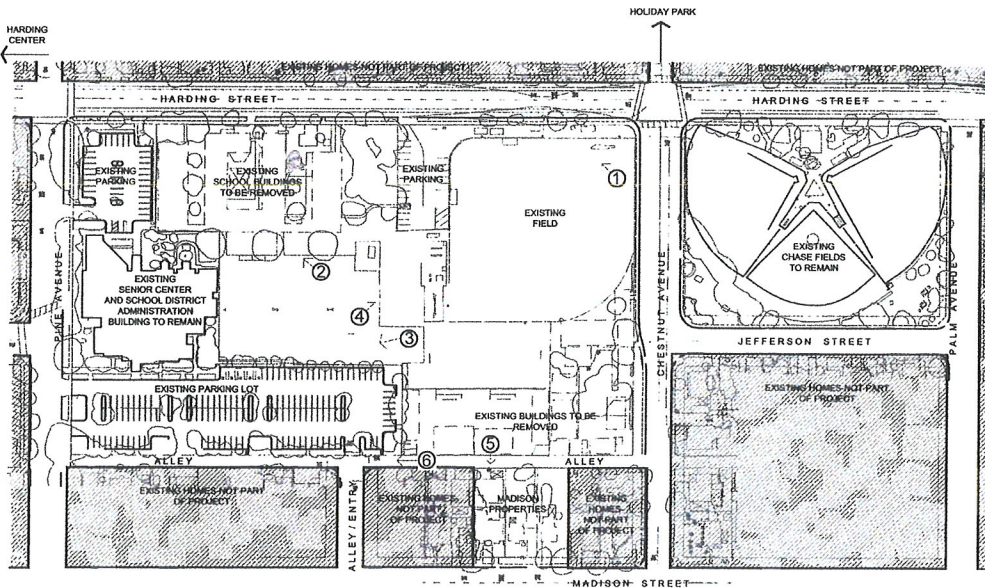 HOLIDAY PARK
HARDING
CENTER
EXISTING HOMES NOT PART OF PROJECT
EXISTING HOMES NOT PART OF PROJECT
HARDING STREET
HARDING STREET
EXISTING
PARKING
EXISTING
SCHOOL BUILDINGS
TO BE REMOVED
EXISTING
PARKING
1
EXISTING
FIELD
EXISTING
CHASE FIELDS
TO REMAIN
PINE AVENUE
EXISTING
SENIOR CENTER
AND SCHOOL DISTRICT
ADMINISTRATION
BUILDING TO REMAIN
2
4
3
CHESTNUT AVENUE
PALM AVENUE
JEFFERSON STREET
EXISTING PARKING LOT
EXISTING BUILDINGS TO BE
REMOVED
EXISTING HOMES NOT PART
OF PROJECT
5
6
ALLEY
ALLEY
EXISTING HOMES NOT PART
OF PROJECT
ALLEY / ENTRY
EXISTING HOMES
NOT PART
OF PROJECT
MADISON
PROPERTIES
EXISTING
HOMES
NOT PART
OF PROJECT
MADISON STREET